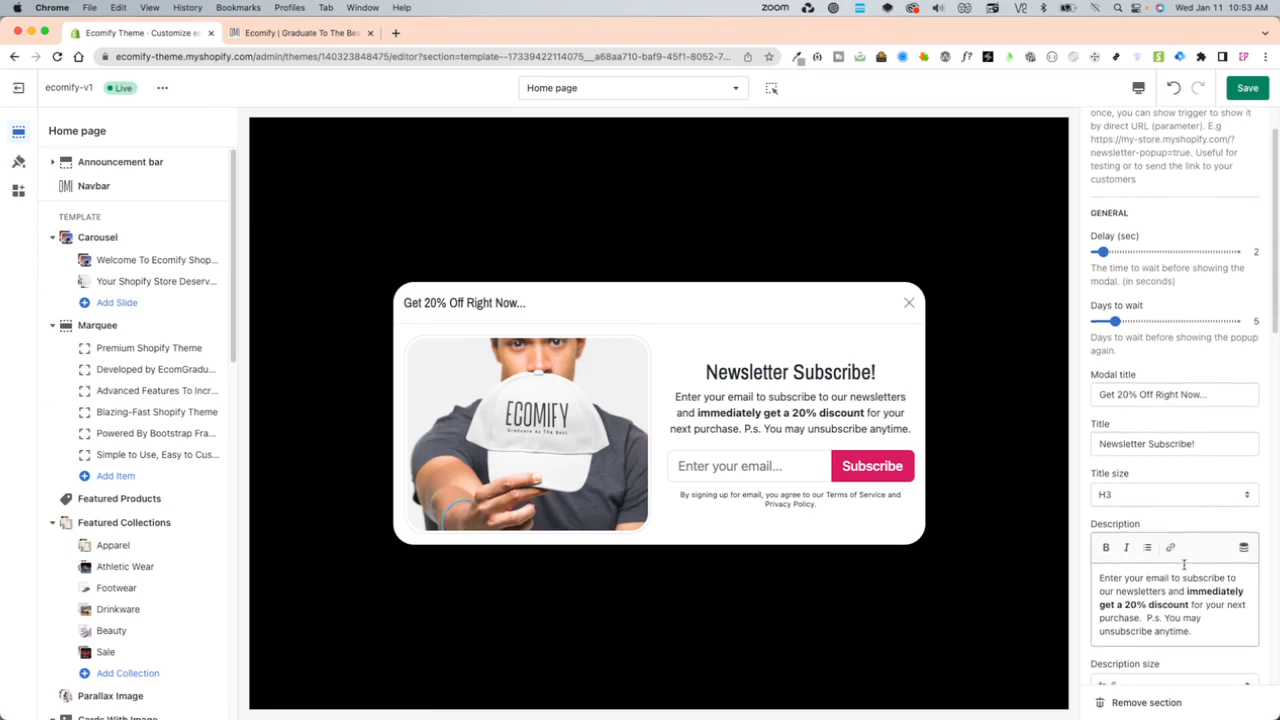 Chrome File Edit View History Bookmarks Profiles Tab Window Help
zoom
Wed Jan 11 10:53 AM
Ecomify Theme · Customize ec
Ecomify | Graduate To The Bes
ecomify-theme.myshopify.com/admin/themes/140323848475/editor?section=template--17339422114075__a68aa710-baf9-45f1-8052-7...
ecomify-v1
Live
Home page
Save
Home page
Announcement bar
Navbar
TEMPLATE
Carousel
Welcome To Ecomify Shop...
Your Shopify Store Deserv...
Add Slide
Marquee
Premium Shopify Theme
Developed by EcomGradu...
Advanced Features To Incr...
Blazing-Fast Shopify Theme
Powered By Bootstrap Fra...
Simple to Use, Easy to Cus...
Add Item
Featured Products
Featured Collections
Apparel
Athletic Wear
Footwear
Drinkware
Beauty
Sale
Add Collection
Parallax Image
Cards With Image
Get 20% Off Right Now...
ECOMIFY
Graduate To The Best
Newsletter Subscribe!
Enter your email to subscribe to our newsletters
and immediately get a 20% discount for your
next purchase. P.s. You may unsubscribe anytime.
Enter your email...
Subscribe
By signing up for email, you agree to our Terms of Service and
Privacy Policy.
once, you can show trigger to show it
by direct URL (parameter). E.g
https://my-store.myshopify.com/?
newsletter-popup=true. Useful for
testing or to send the link to your
customers
GENERAL
Delay (sec)
2
The time to wait before showing the
modal. (in seconds)
Days to wait
5
Days to wait before showing the popup
again.
Modal title
Get 20% Off Right Now...
Title
Newsletter Subscribe!
Title size
H3
Description
B I
Enter your email to subscribe to
our newsletters and immediately
get a 20% discount for your next
purchase. P.s. You may
unsubscribe anytime.
Description size
Remove section